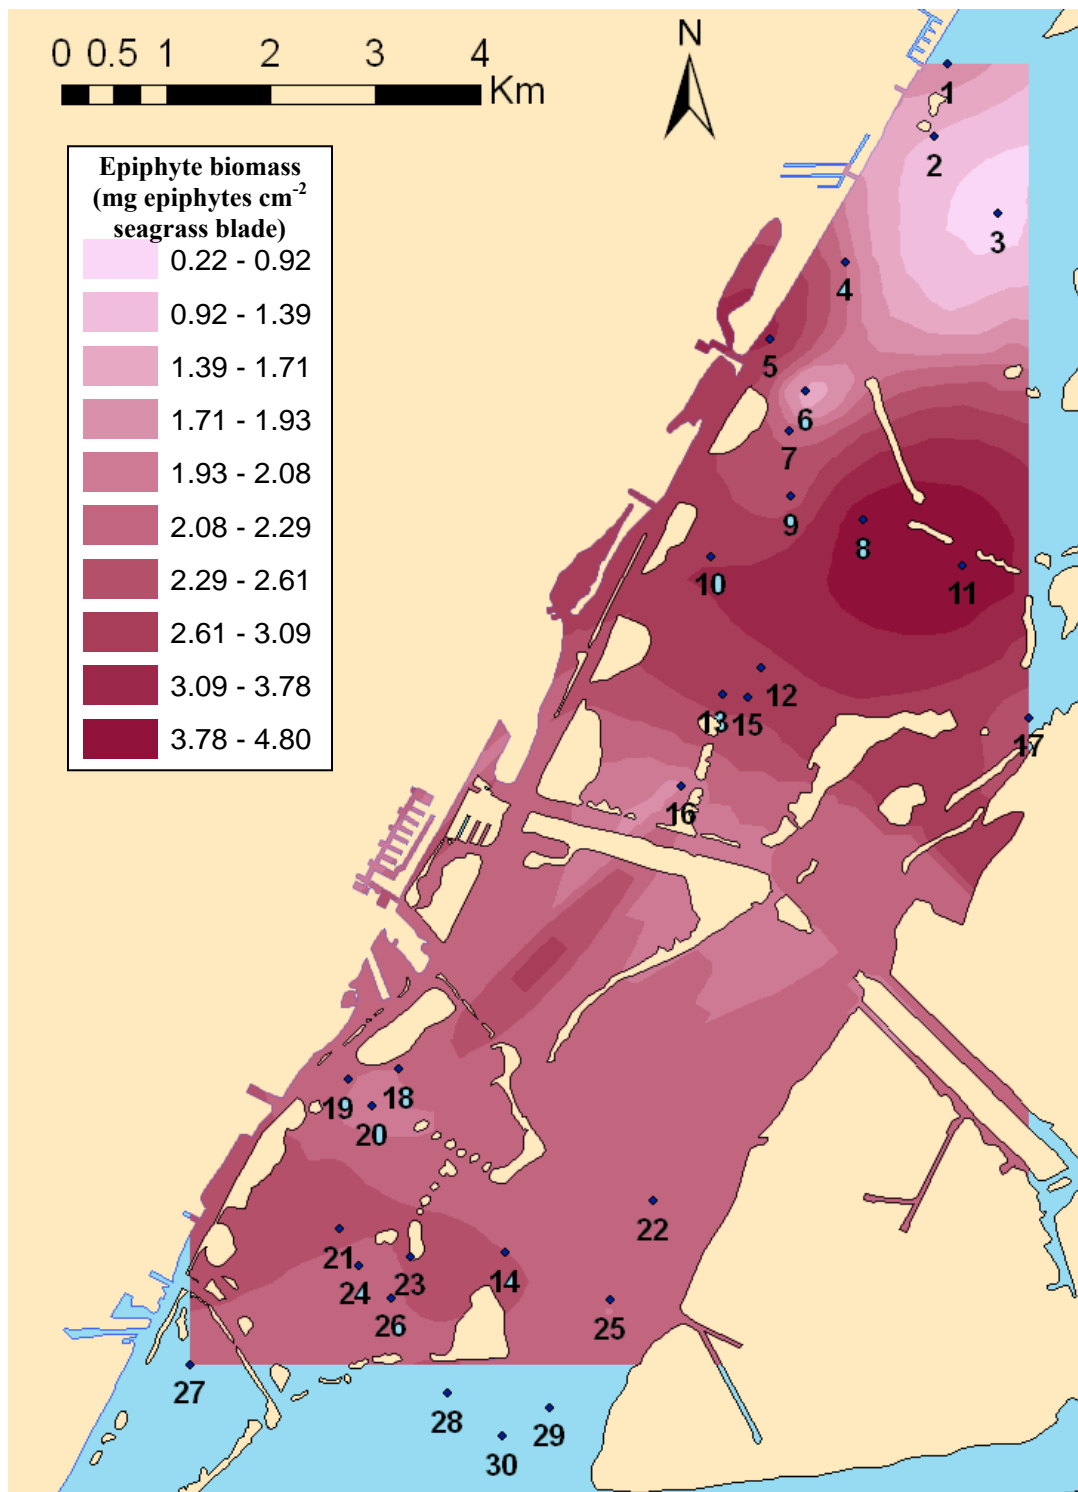 0 0.5 1 2 3 4
Km
N
Epiphyte biomass
(mg epiphytes cm-2
seagrass blade)
0.22 - 0.92
0.92 - 1.39
1.39 - 1.71
1.71 - 1.93
1.93 - 2.08
2.08 - 2.29
2.29 - 2.61
2.61 - 3.09
3.09 - 3.78
3.78 - 4.80
1
2
3
4
5
6
7
9
8
10
11
12
13
15
17
16
18
19
20
22
21
23
14
24
26
25
27
28
29
30